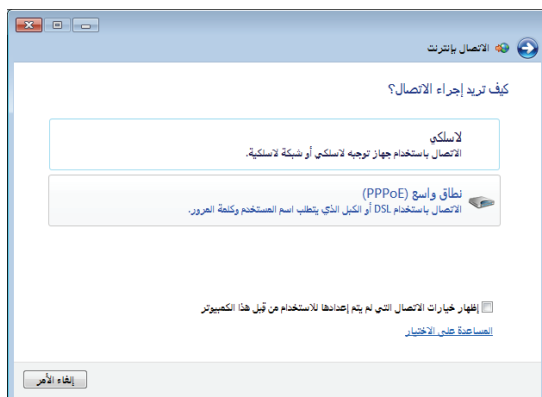 الاتصال بإنترنت
كيف تريد إجراء الاتصال؟
لاسلكي
الاتصال باستخدام جهاز توجيه لاسلكي أو شبكة لاسلكية.
نطاق واسع (PPPoE)
الاتصال باستخدام DSL أو الكبل الذي يتطلب اسم المستخدم وكلمة المرور.
إظهار خيارات الاتصال التي لم يتم إعدادها للاستخدام من قِبل هذا الكمبيوتر
المساعدة على الاختيار
إلغاء الأمر